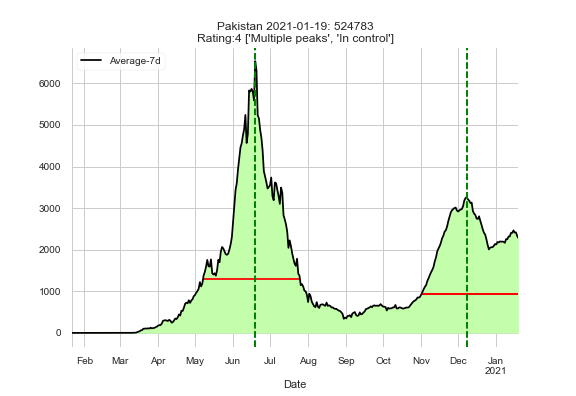 Pakistan 2021-01-19: 524783
Rating:4 ['Multiple peaks', 'In control']
Average-7d
6000
5000
4000
3000
2000
1000
0
Feb Mar Apr May Jun Jul Aug Sep Oct Nov Dec Jan
2021
Date